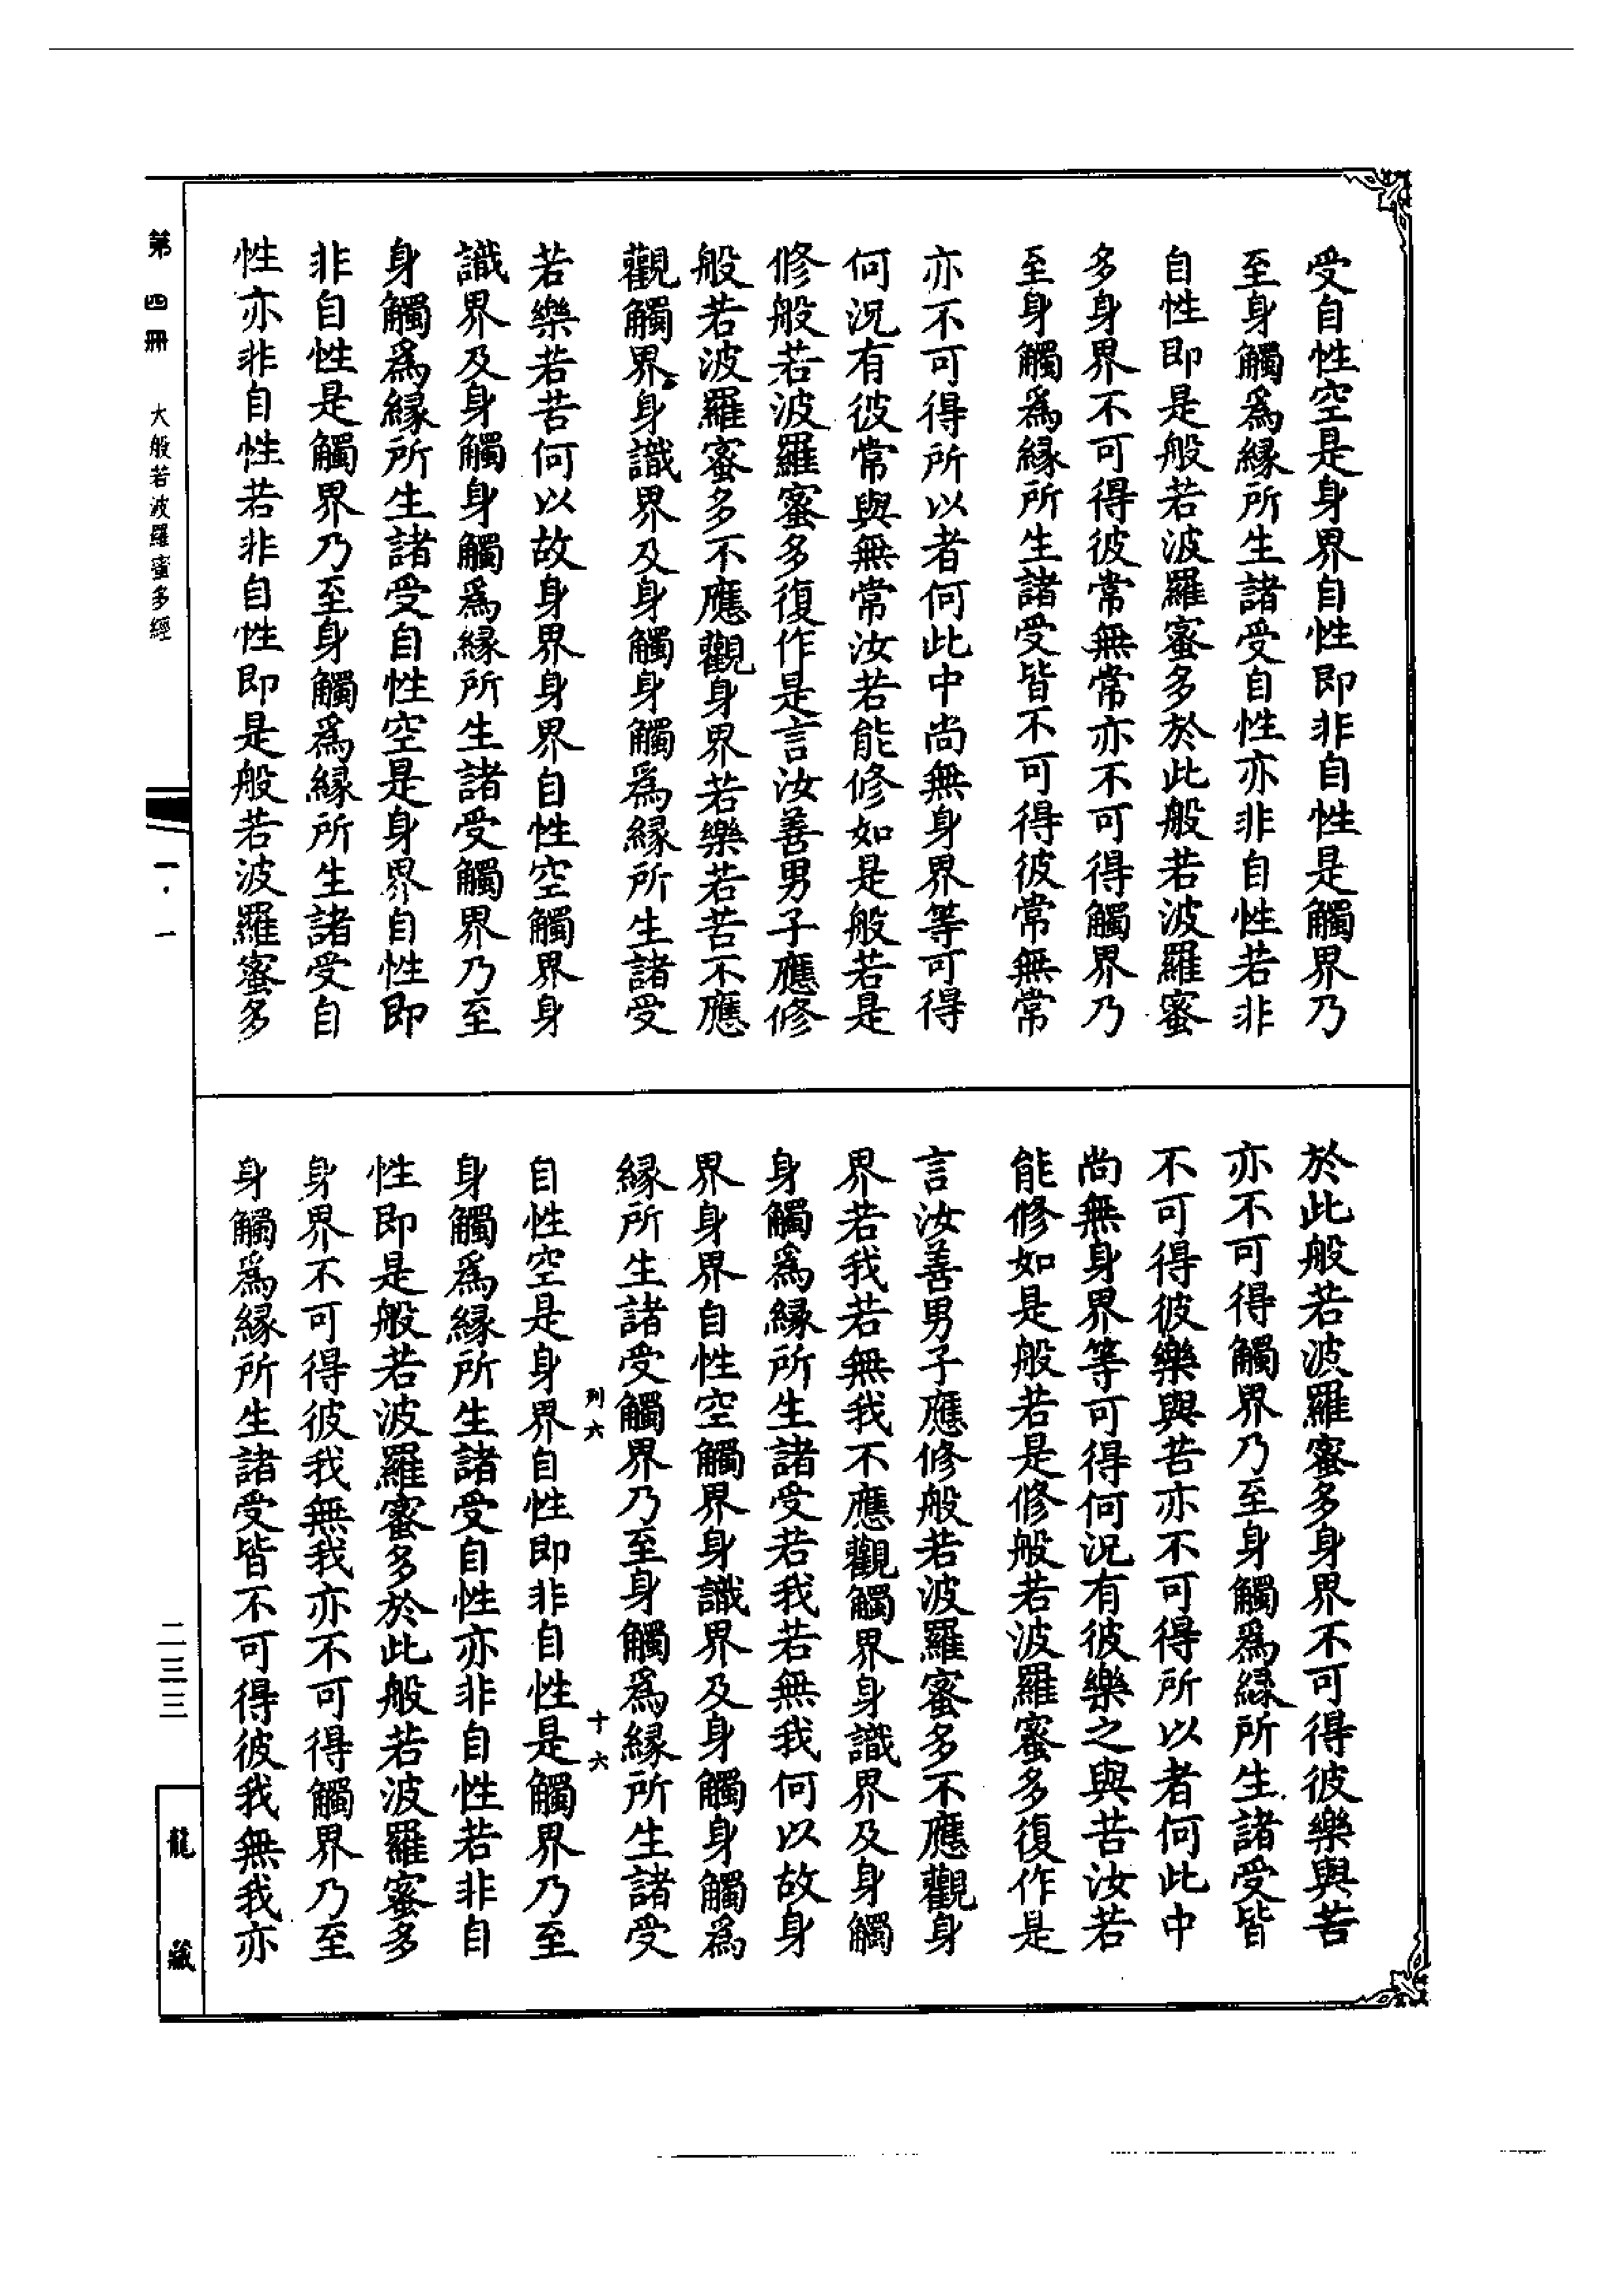 受自性空是身界自性即非自性是觸界乃
至身觸爲緣所生諸受自性亦非自性若非
自性即是般若波羅蜜多於此般若波羅蜜
多身界不可得彼常無常亦不可得觸界乃
至身觸爲緣所生諸受皆不可得彼常無常
亦不可得所以者何此中尚無身界等可得
何況有彼常與無常汝若能修如是般若是
修般若波羅蜜多復作是言汝善男子應修
般若波羅蜜多不應觀身界若樂若苦不應
觀觸界身識界及身觸身觸爲緣所生諸受
若樂若苦何以故身界身界自性空觸界身
識界及身觸身觸爲緣所生諸受觸界乃至
身觸爲緣所生諸受自性空是身界自性即
非自性是觸界乃至身觸爲緣所生諸受自
性亦非自性若非自性即是般若波羅蜜多
於此般若波羅蜜多身界不可得彼樂與苦
亦不可得觸界乃至身觸爲緣所生諸受皆
不可得彼樂與苦亦不可得所以者何此中
尚無身界等可得何況有彼樂之與苦汝若
能修如是般若是修般若波羅蜜多復作是
言汝善男子應修般若波羅蜜多不應觀身
界若我若無我不應觀觸界身識界及身觸
身觸爲緣所生諸受若我若無我何以故身
界身界自性空觸界身識界及身觸身觸爲
緣所生諸受觸界乃至身觸爲緣所生諸受
列六 十六
自性空是身界自性即非自性是觸界乃至
身觸爲緣所生諸受自性亦非自性若非自
性即是般若波羅蜜多於此般若波羅蜜多
身界不可得彼我無我亦不可得觸界乃至
身觸爲緣所生諸受皆不可得彼我無我亦
第四冊 大般若波羅蜜多經 一·一 二三三 龍藏